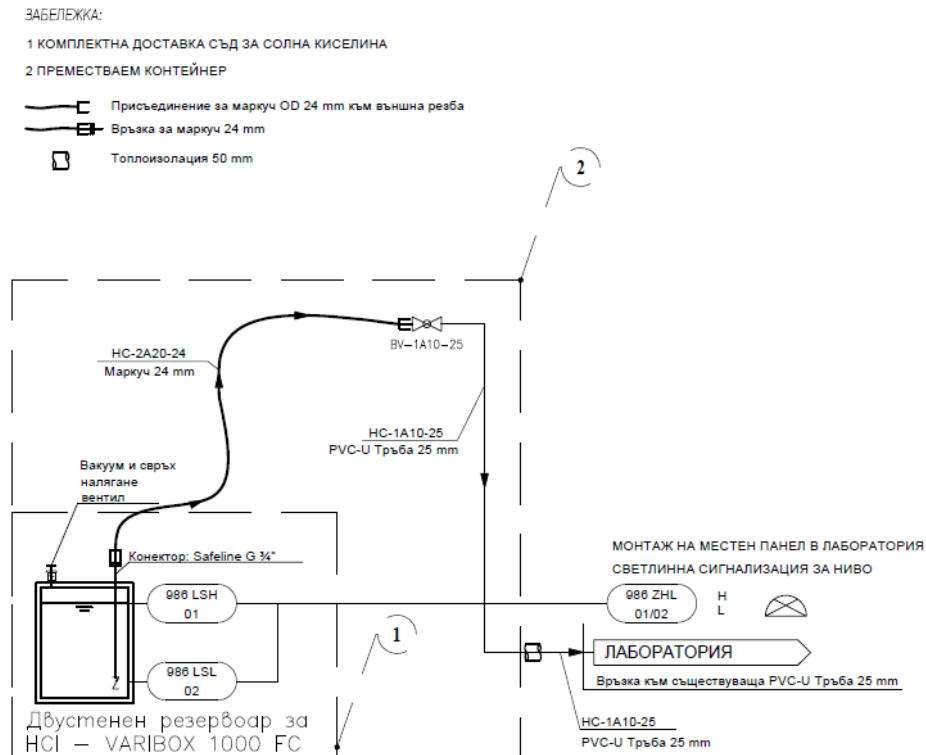 ЗАБЕЛЕЖКА:
1 КОМПЛЕКТНА ДОСТАВКА СЪД ЗА СОЛНА КИСЕЛИНА
2 ПРЕМЕСТВАЕМ КОНТЕЙНЕР
Присъединение за маркуч OD 24 mm към външна резба
Връзка за маркуч 24 mm
Топлоизолация 50 mm
2
BV-1A10-25
HC-2A20-24
Маркуч 24 mm
HC-1A10-25
PVC-U Тръба 25 mm
Вакуум и свръх
налягане
вентил
Конектор: Safeline G ¾"
МОНТАЖ НА МЕСТЕН ПАНЕЛ В ЛАБОРАТОРИЯ
СВЕТЛИННА СИГНАЛИЗАЦИЯ ЗА НИВО
986 LSH
01
986 ZHL
01/02
H
L
1
ЛАБОРАТОРИЯ
986 LSL
02
Връзка към съществуваща PVC-U Тръба 25 mm
Двустенен резервоар за
HCl - VARIBOX 1000 FC
HC-1A10-25
PVC-U Тръба 25 mm